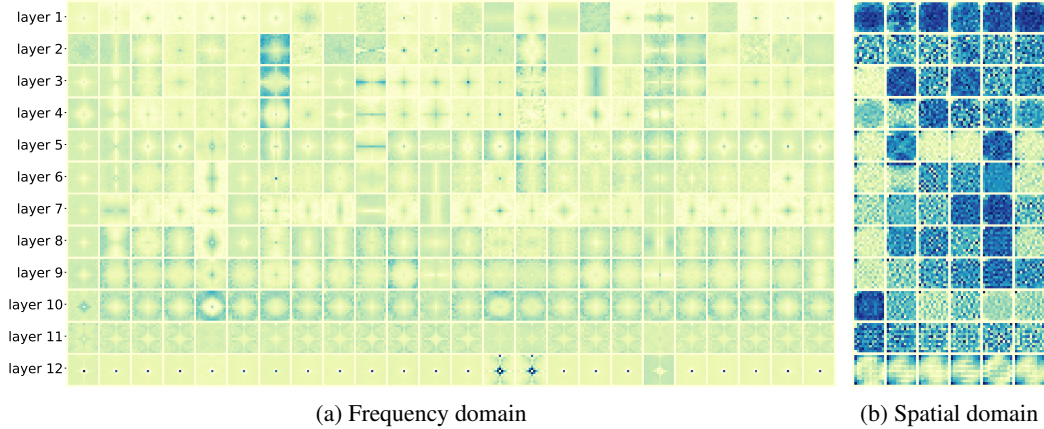 layer 1
layer 2
layer 3
layer 4
layer 5
layer 6
layer 7
layer 8
layer 9
layer 10
layer 11
layer 12
(a) Frequency domain
(b) Spatial domain